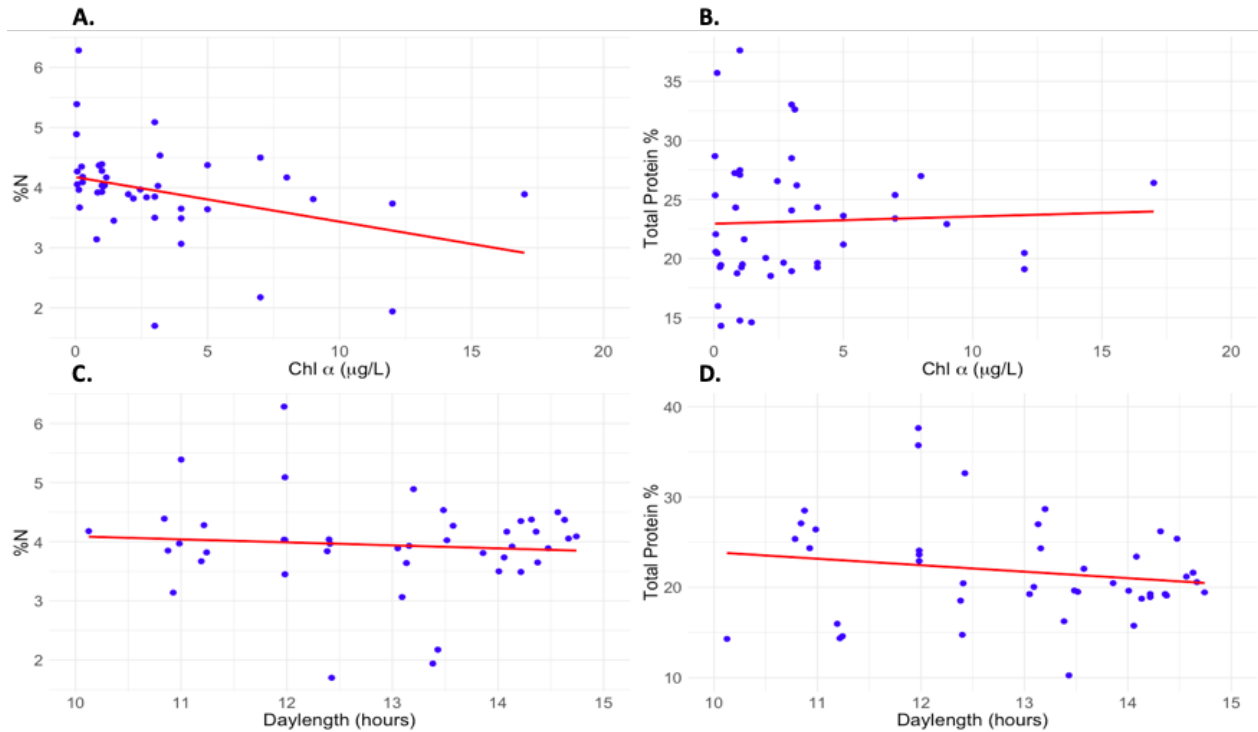 A.
%N
6
5
4
3
2
0 5 10 15 20
Chl α (μg/L)
B.
Total Protein %
35
30
25
20
15
0 5 10 15 20
Chl α (μg/L)
C.
%N
6
5
4
3
2
10 11 12 13 14 15
Daylength (hours)
D.
Total Protein %
40
30
20
10
10 11 12 13 14 15
Daylength (hours)